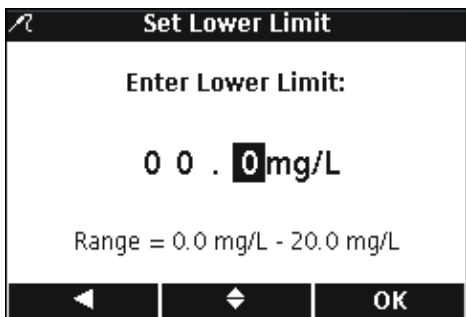 Set Lower Limit
Enter Lower Limit:
0 0 . 0mg/L
Range = 0.0 mg/L - 20.0 mg/L
OK